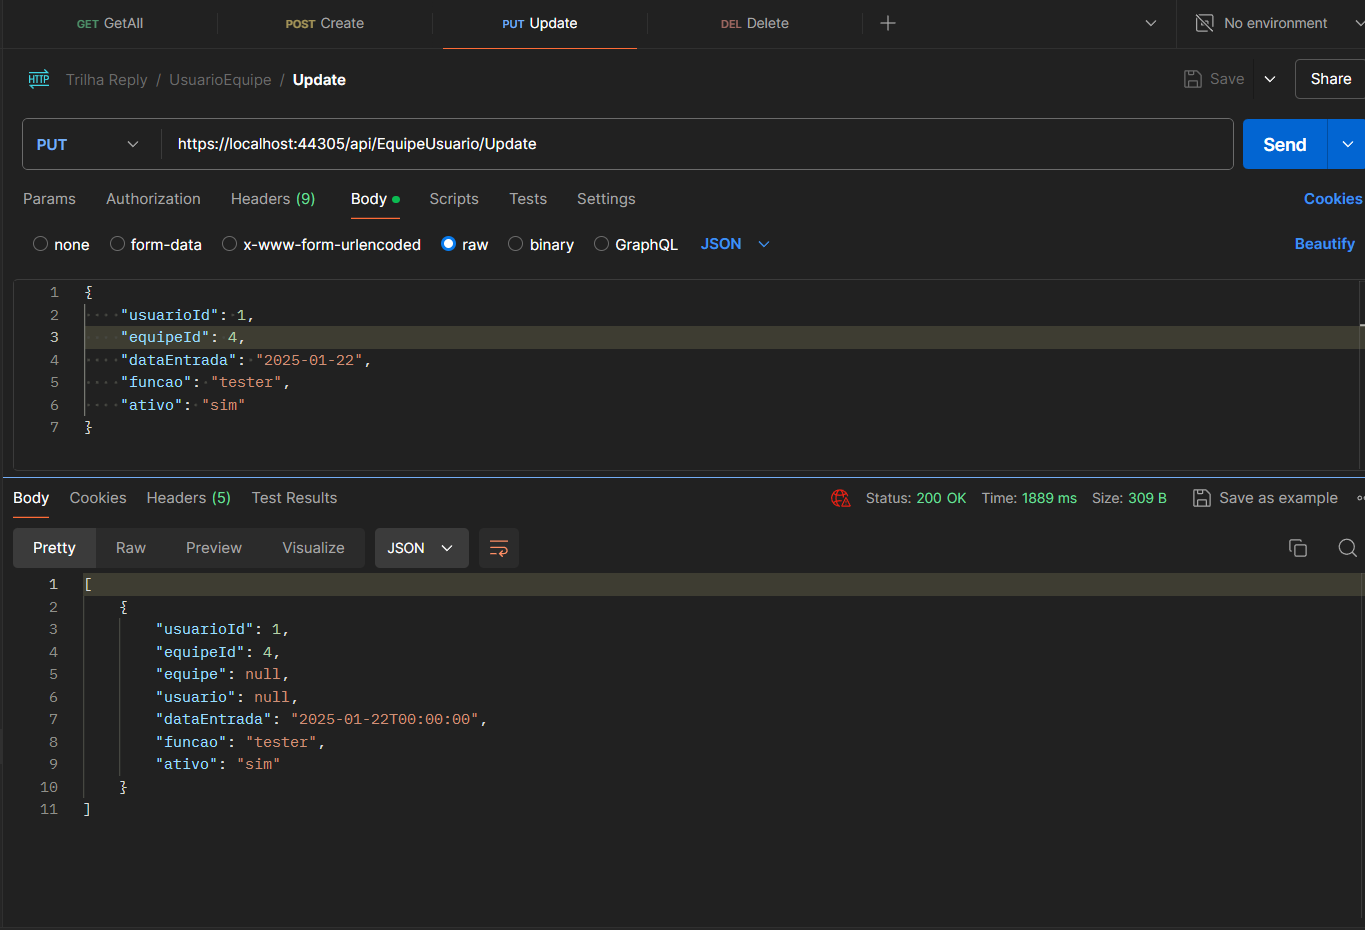 GET GetAll POST Create PUT Update DEL Delete No environment
HTTP Trilha Reply / UsuarioEquipe / Update Save Share
PUT https://localhost:44305/api/EquipeUsuario/Update Send
Params Authorization Headers (9) Body Scripts Tests Settings Cookies
none form-data x-www-form-urlencoded raw binary GraphQL JSON Beautify
1 {
2 "usuarioId": 1,
3 "equipeId": 4,
4 "dataEntrada": "2025-01-22",
5 "funcao": "tester",
6 "ativo": "sim"
7 }
Body Cookies Headers (5) Test Results Status: 200 OK Time: 1889 ms Size: 309 B Save as example
Pretty Raw Preview Visualize JSON
1 [
2 {
3 "usuarioId": 1,
4 "equipeId": 4,
5 "equipe": null,
6 "usuario": null,
7 "dataEntrada": "2025-01-22T00:00:00",
8 "funcao": "tester",
9 "ativo": "sim"
10 }
11 ]